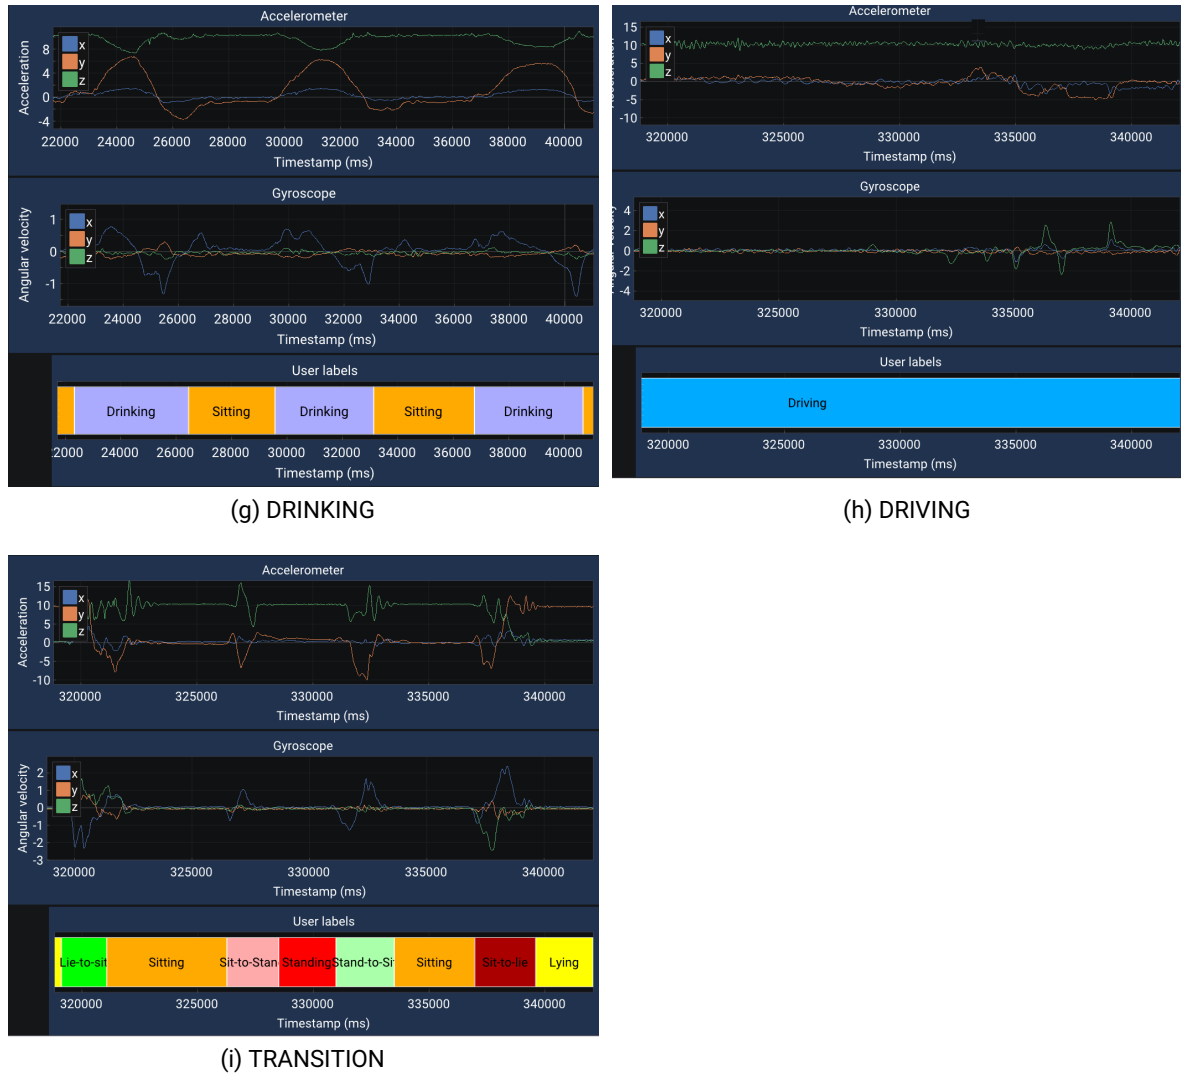 Accelerometer
Acceleration
x
y
z
8
4
0
-4
22000 24000 26000 28000 30000 32000 34000 36000 38000 40000
Timestamp (ms)
Gyroscope
Angular velocity
x
y
z
1
0
-1
22000 24000 26000 28000 30000 32000 34000 36000 38000 40000
Timestamp (ms)
User labels
Drinking Sitting Drinking Sitting Drinking
2000 24000 26000 28000 30000 32000 34000 36000 38000 40000
Timestamp (ms)
(g) DRINKING
Accelerometer
Acceleration
x
y
z
15
10
5
0
-5
-10
320000 325000 330000 335000 340000
Timestamp (ms)
Gyroscope
Angular velocity
x
y
z
4
2
0
-2
-4
320000 325000 330000 335000 340000
Timestamp (ms)
User labels
Driving
320000 325000 330000 335000 340000
Timestamp (ms)
(h) DRIVING
Accelerometer
Acceleration
x
y
z
15
10
5
0
-5
-10
320000 325000 330000 335000 340000
Timestamp (ms)
Gyroscope
Angular velocity
x
y
z
2
1
0
-1
-2
-3
320000 325000 330000 335000 340000
Timestamp (ms)
User labels
Lie-to-sit Sitting Sit-to-Stan Standing Stand-to-Si Sitting Sit-to-lie Lying
320000 325000 330000 335000 340000
Timestamp (ms)
(i) TRANSITION